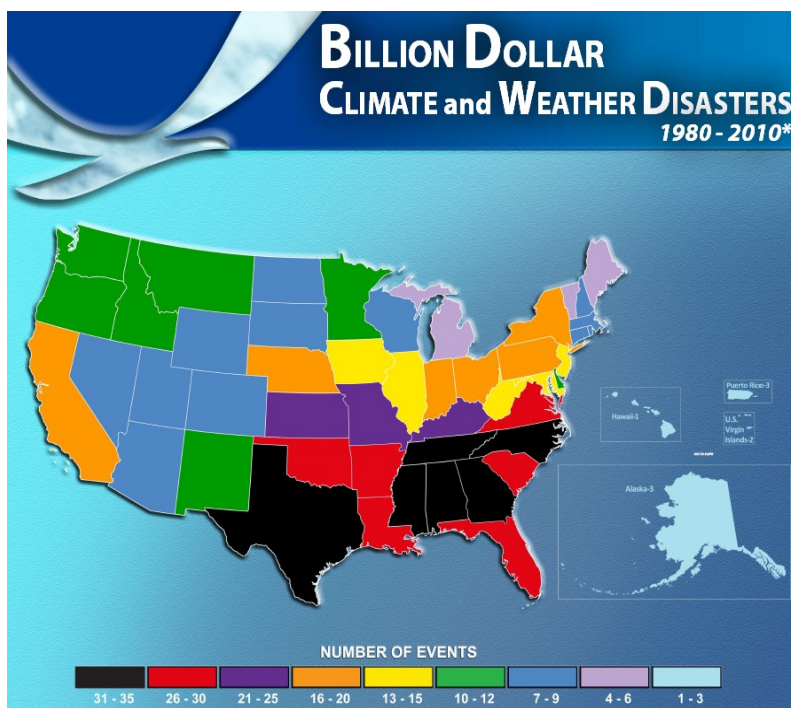 BILLION DOLLAR
CLIMATE and WEATHER DISASTERS
1980 - 2010*
Puerto Rico-3
Hawaii-1
U.S.
Virgin
Islands-2
Alaska-3
NUMBER OF EVENTS
31 - 35
26 - 30
21 - 25
16 - 20
13 - 15
10 - 12
7 - 9
4 - 6
1 - 3